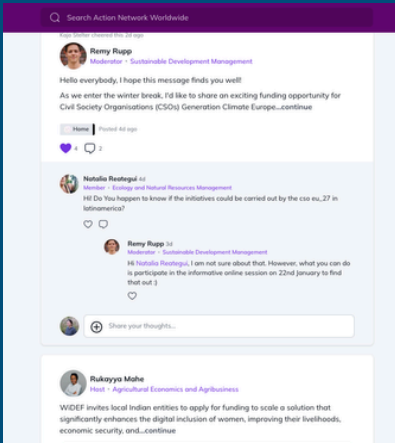 Search Action Network Worldwide
cheered this 2d ago
Remy Rupp
Moderator • Sustainable Development Management
Hello everybody, I hope this message finds you well!
As we enter the winter break, I'd like to share an exciting funding opportunity for
Civil Society Organisations (CSOs) Generation Climate Europe...continue
Home Posted 4d ago
4 2
Natalia Reategui 4d
Member • Ecology and Natural Resources Management
Hi! Do You happen to know if the initiatives could be carried out by the cso eu_27 in
latinamerica?
Remy Rupp 3d
Moderator • Sustainable Development Management
Hi Natalia Reategui, I am not sure about that. However, what you can do
is participate in the informative online session on 22nd January to find
that out :)
Share your thoughts...
Rukayya Mahe
Host • Agricultural Economics and Agribusiness
WiDEF invites local Indian entities to apply for funding to scale a solution that
significantly enhances the digital inclusion of women, improving their livelihoods,
economic security, and...continue